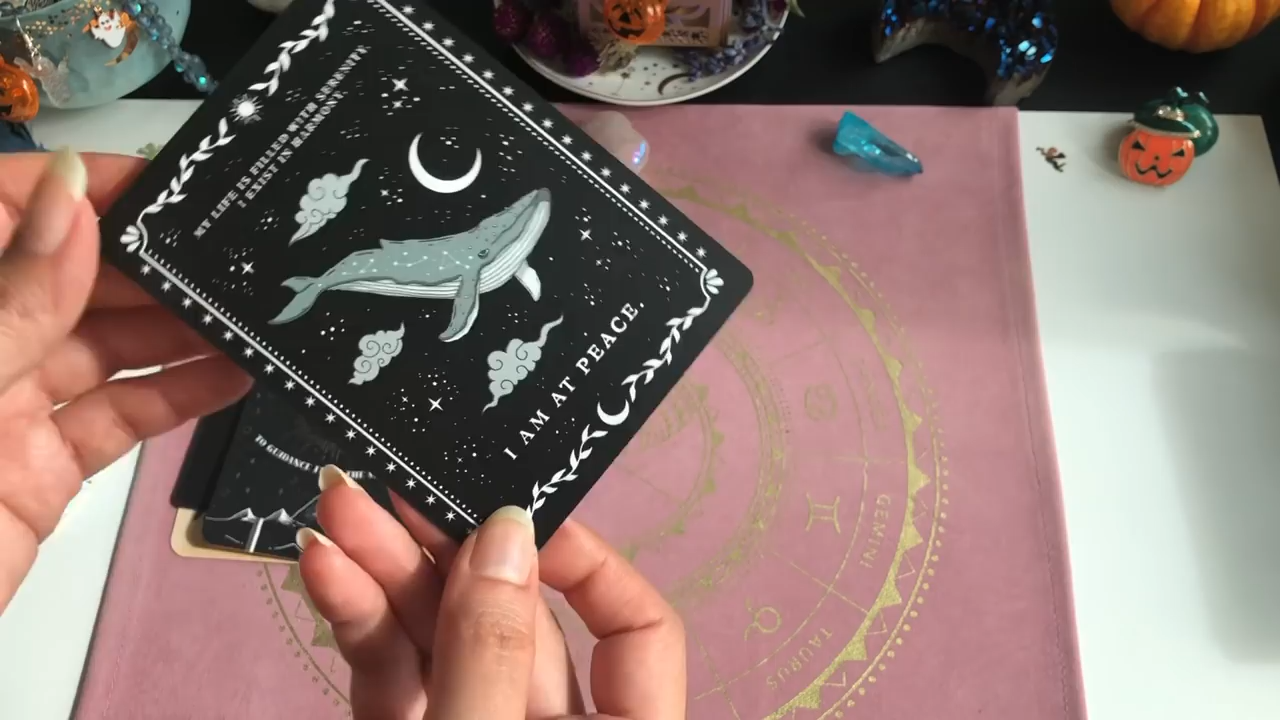 MY LIFE IS FILLED WITH SERENITY
I EXIST IN HARMONY
I AM AT PEACE.
TO GUIDANCE
GEMINI
TAURUS